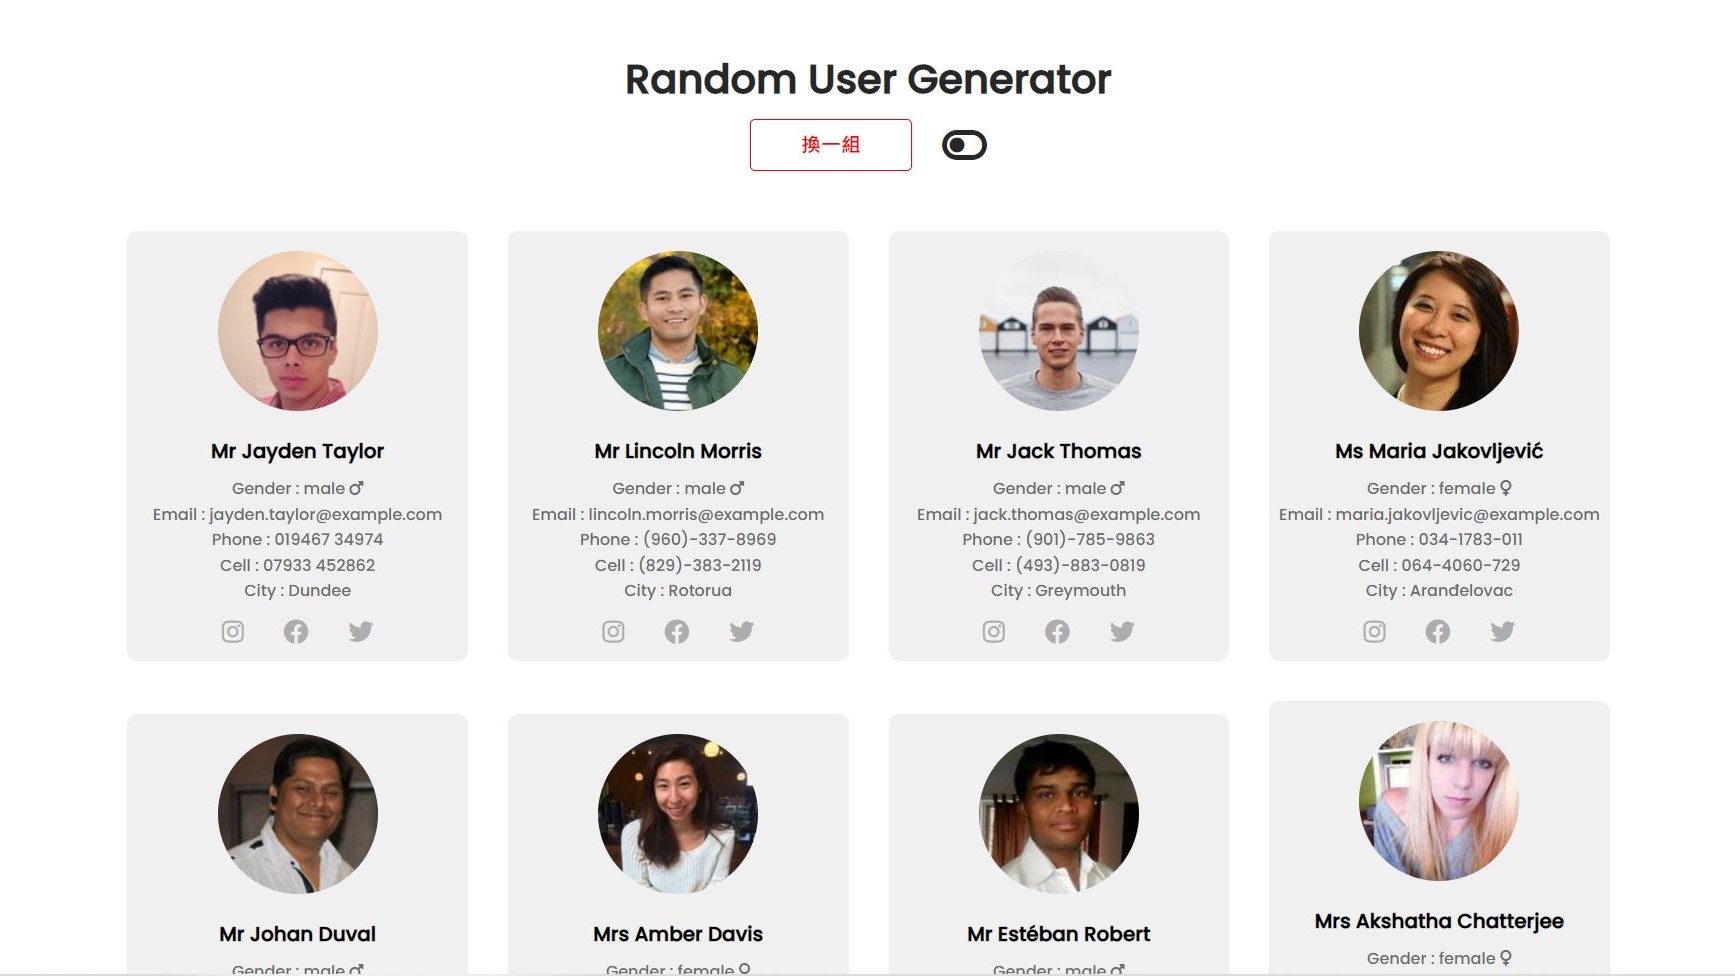 Random User Generator
換一組
Mr Jayden Taylor
Gender : male ♂
Email : jayden.taylor@example.com
Phone : 019467 34974
Cell : 07933 452862
City : Dundee
Mr Lincoln Morris
Gender : male ♂
Email : lincoln.morris@example.com
Phone : (960)-337-8969
Cell : (829)-383-2119
City : Rotorua
Mr Jack Thomas
Gender : male ♂
Email : jack.thomas@example.com
Phone : (901)-785-9863
Cell : (493)-883-0819
City : Greymouth
Ms Maria Jakovljević
Gender : female ♀
Email : maria.jakovljevic@example.com
Phone : 034-1783-011
Cell : 064-4060-729
City : Aranđelovac
Mr Johan Duval
Gender : male ♂
Mrs Amber Davis
Gender : female ♀
Mr Estéban Robert
Gender : male ♂
Mrs Akshatha Chatterjee
Gender : female ♀